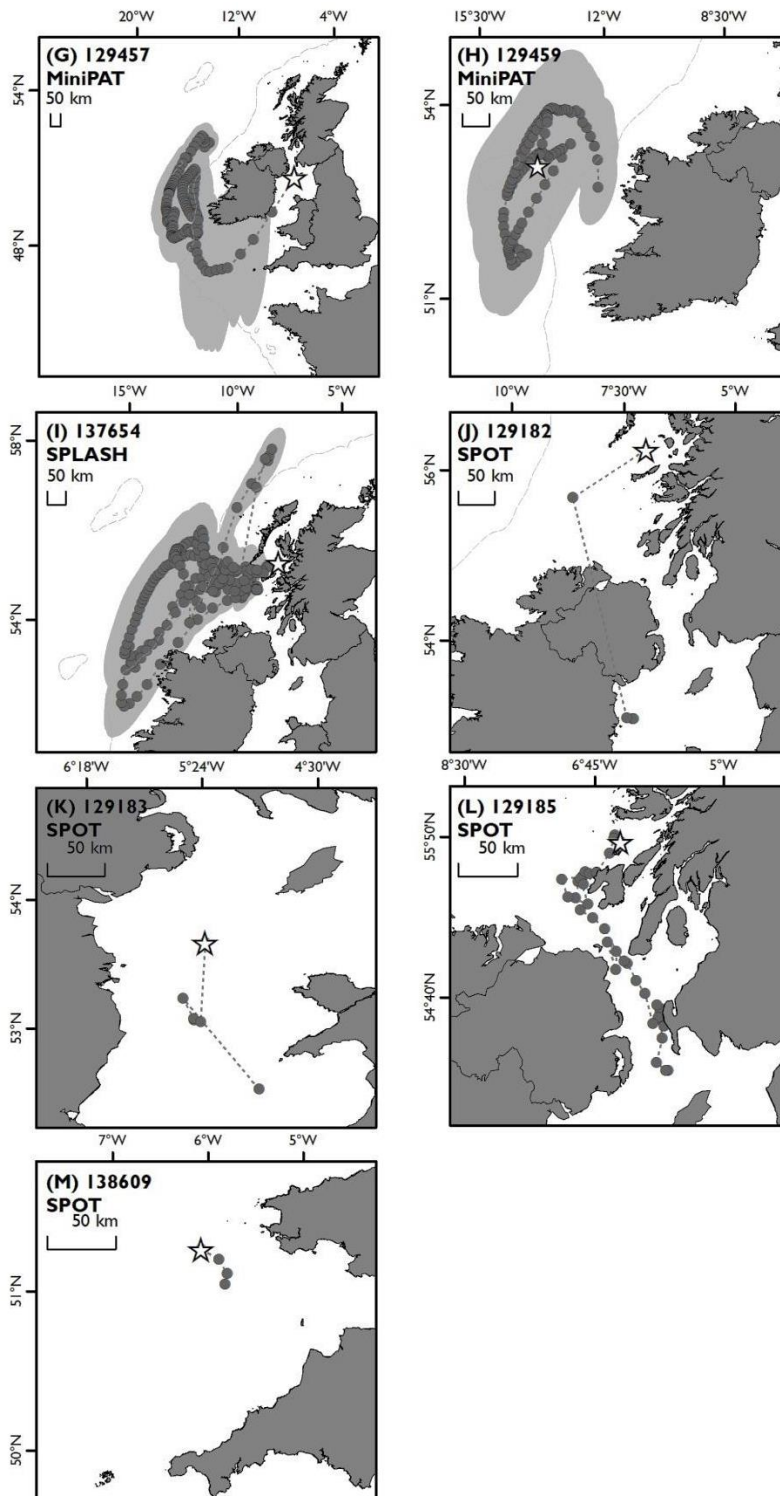 20°W 12°W 4°W
(G) 129457
MiniPAT
50 km
54°N
48°N
15°30'W 12°W 8°30'W
(H) 129459
MiniPAT
50 km
54°N
51°N
15°W 10°W 5°W
(I) 137654
SPLASH
50 km
58°N
54°N
10°W 7°30'W 5°W
(J) 129182
SPOT
50 km
56°N
54°N
6°18'W 5°24'W 4°30'W
(K) 129183
SPOT
50 km
54°N
53°N
8°30'W 6°45'W 5°W
(L) 129185
SPOT
50 km
55°50'N
54°40'N
7°W 6°W 5°W
(M) 138609
SPOT
50 km
51°N
50°N